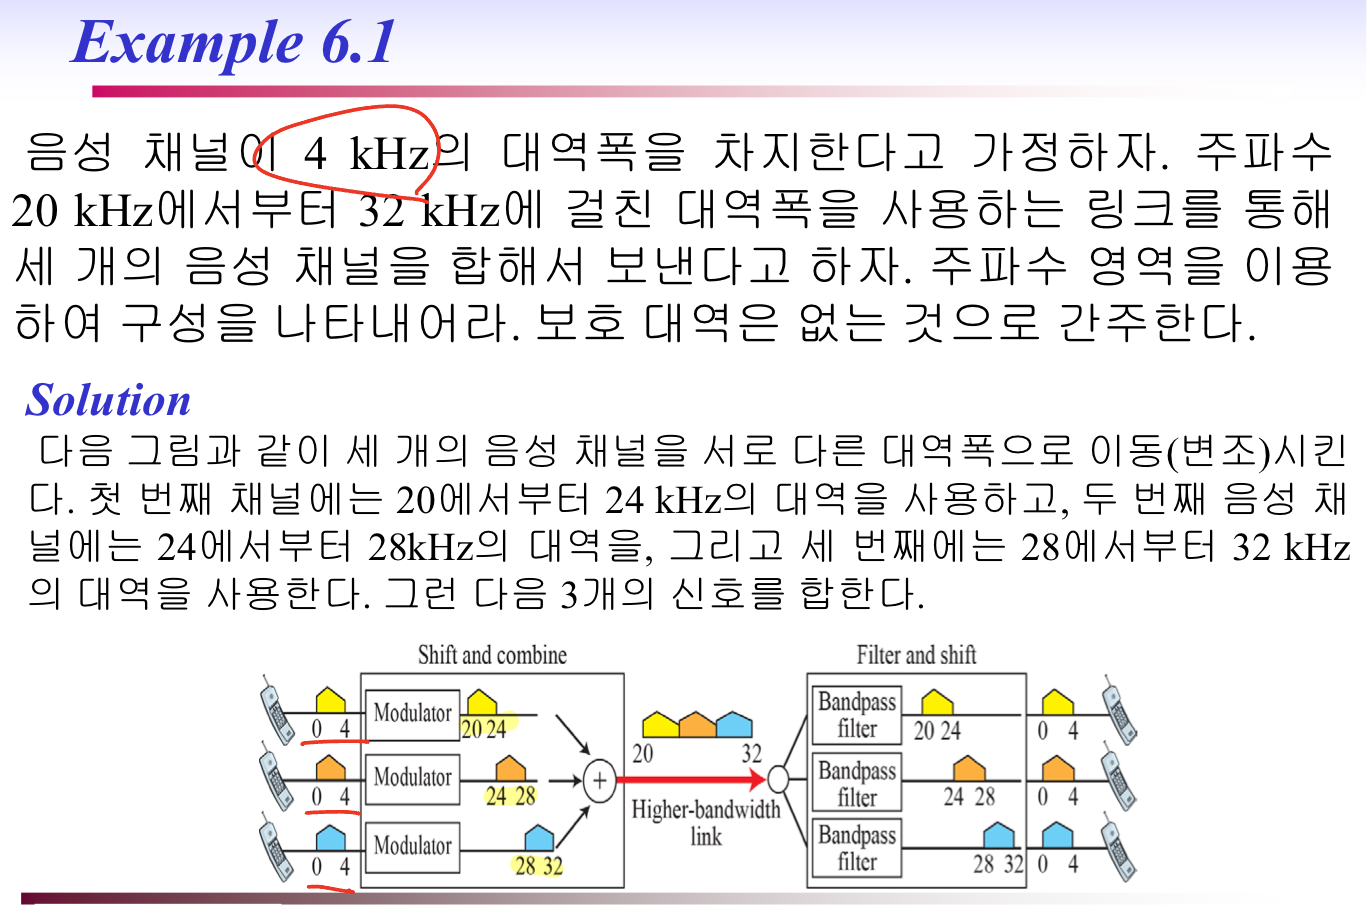 Example 6.1
음성 채널이 4 kHz의 대역폭을 차지한다고 가정하자. 주파수
20 kHz에서부터 32 kHz에 걸친 대역폭을 사용하는 링크를 통해
세 개의 음성 채널을 합해서 보낸다고 하자. 주파수 영역을 이용
하여 구성을 나타내어라. 보호 대역은 없는 것으로 간주한다.
Solution
다음 그림과 같이 세 개의 음성 채널을 서로 다른 대역폭으로 이동(변조)시킨
다. 첫 번째 채널에는 20에서부터 24 kHz의 대역을 사용하고, 두 번째 음성 채
널에는 24에서부터 28kHz의 대역을, 그리고 세 번째에는 28에서부터 32 kHz
의 대역을 사용한다. 그런 다음 3개의 신호를 합한다.
Shift and combine
Filter and shift
0 4
Modulator
20 24
0 4
Modulator
24 28
0 4
Modulator
28 32
+
20 32
Higher-bandwidth
link
Bandpass
filter
20 24
0 4
Bandpass
filter
24 28
0 4
Bandpass
filter
28 32
0 4